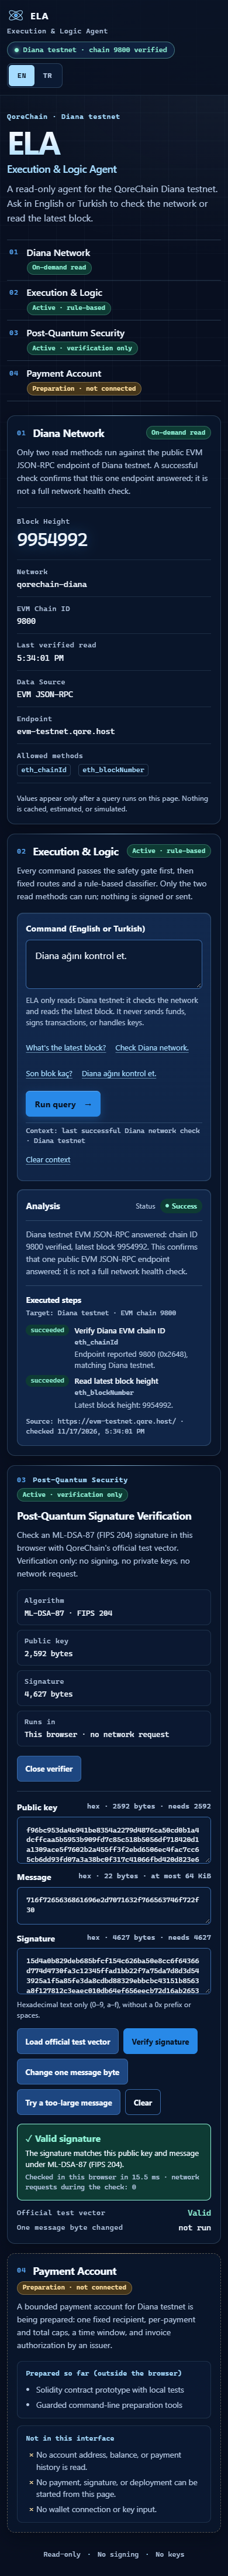 ELA
Execution & Logic Agent
Diana testnet · chain 9800 verified
EN TR
QoreChain · Diana testnet
ELA
Execution & Logic Agent
A read-only agent for the QoreChain Diana testnet.
Ask in English or Turkish to check the network or
read the latest block.
01 Diana Network
On-demand read
02 Execution & Logic
Active · rule-based
03 Post-Quantum Security
Active · verification only
04 Payment Account
Preparation · not connected
01 Diana Network On-demand read
Only two read methods run against the public EVM
JSON-RPC endpoint of Diana testnet. A successful
check confirms that this one endpoint answered; it is
not a full network health check.
Block Height
9954992
Network
qorechain-diana
EVM Chain ID
9800
Last verified read
5:34:01 PM
Data Source
EVM JSON-RPC
Endpoint
evm-testnet.qore.host
Allowed methods
eth_chainId eth_blockNumber
Values appear only after a query runs on this page. Nothing
is cached, estimated, or simulated.
02 Execution & Logic Active · rule-based
Every command passes the safety gate first, then
fixed routes and a rule-based classifier. Only the two
read methods can run; nothing is signed or sent.
Command (English or Turkish)
Diana ağını kontrol et.
ELA only reads Diana testnet: it checks the network
and reads the latest block. It never sends funds,
signs transactions, or handles keys.
What's the latest block? Check Diana network.
Son blok kaç? Diana ağını kontrol et.
Run query →
Context: last successful Diana network check
· Diana testnet
Clear context
Analysis Status Success
Diana testnet EVM JSON-RPC answered: chain ID
9800 verified, latest block 9954992. This confirms
that one public EVM JSON-RPC endpoint
answered; it is not a full network health check.
Executed steps
Target: Diana testnet · EVM chain 9800
succeeded Verify Diana EVM chain ID
eth_chainId
Endpoint reported 9800 (0x2648),
matching Diana testnet.
succeeded Read latest block height
eth_blockNumber
Latest block height: 9954992.
Source: https://evm-testnet.qore.host/ ·
checked 11/17/2026, 5:34:01 PM
03 Post-Quantum Security
Active · verification only
Post-Quantum Signature Verification
Check an ML-DSA-87 (FIPS 204) signature in this
browser with QoreChain's official test vector.
Verification only: no signing, no private keys, no
network request.
Algorithm
ML-DSA-87 · FIPS 204
Public key
2,592 bytes
Signature
4,627 bytes
Runs in
This browser · no network request
Close verifier
Public key hex · 2592 bytes · needs 2592
Message hex · 22 bytes · at most 64 KiB
716f7265636861696e2d7071632f766563746f722f
30
Signature hex · 4627 bytes · needs 4627
Hexadecimal text only (0–9, a–f), without a 0x prefix or
spaces.
Load official test vector Verify signature
Change one message byte
Try a too-large message Clear
✓ Valid signature
The signature matches this public key and message
under ML-DSA-87 (FIPS 204).
Checked in this browser in 15.5 ms · network
requests during the check: 0
Official test vector Valid
One message byte changed not run
04 Payment Account
Preparation · not connected
A bounded payment account for Diana testnet is
being prepared: one fixed recipient, per-payment
and total caps, a time window, and invoice
authorization by an issuer.
Prepared so far (outside the browser)
• Solidity contract prototype with local tests
• Guarded command-line preparation tools
Not in this interface
× No account address, balance, or payment
history is read.
× No payment, signature, or deployment can be
started from this page.
× No wallet connection or key input.
Read-only · No signing · No keys